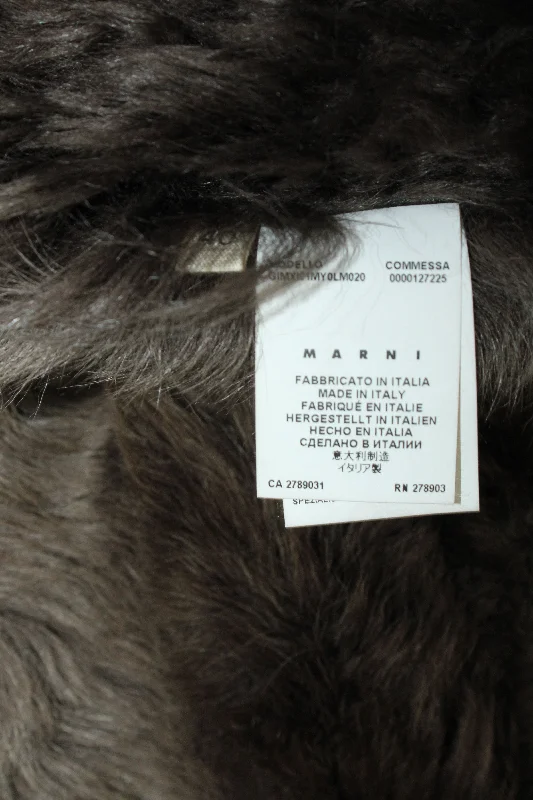 40
COMMESSA
0000127225
MARNI
FABBRICATO IN ITALIA
MADE IN ITALY
FABRIQUÉ EN ITALIE
HERGESTELLT IN ITALIEN
HECHO EN ITALIA
СДЕЛАНО В ИТАЛИИ
意大利制造
イタリア製
CA 2789031
RN 278903